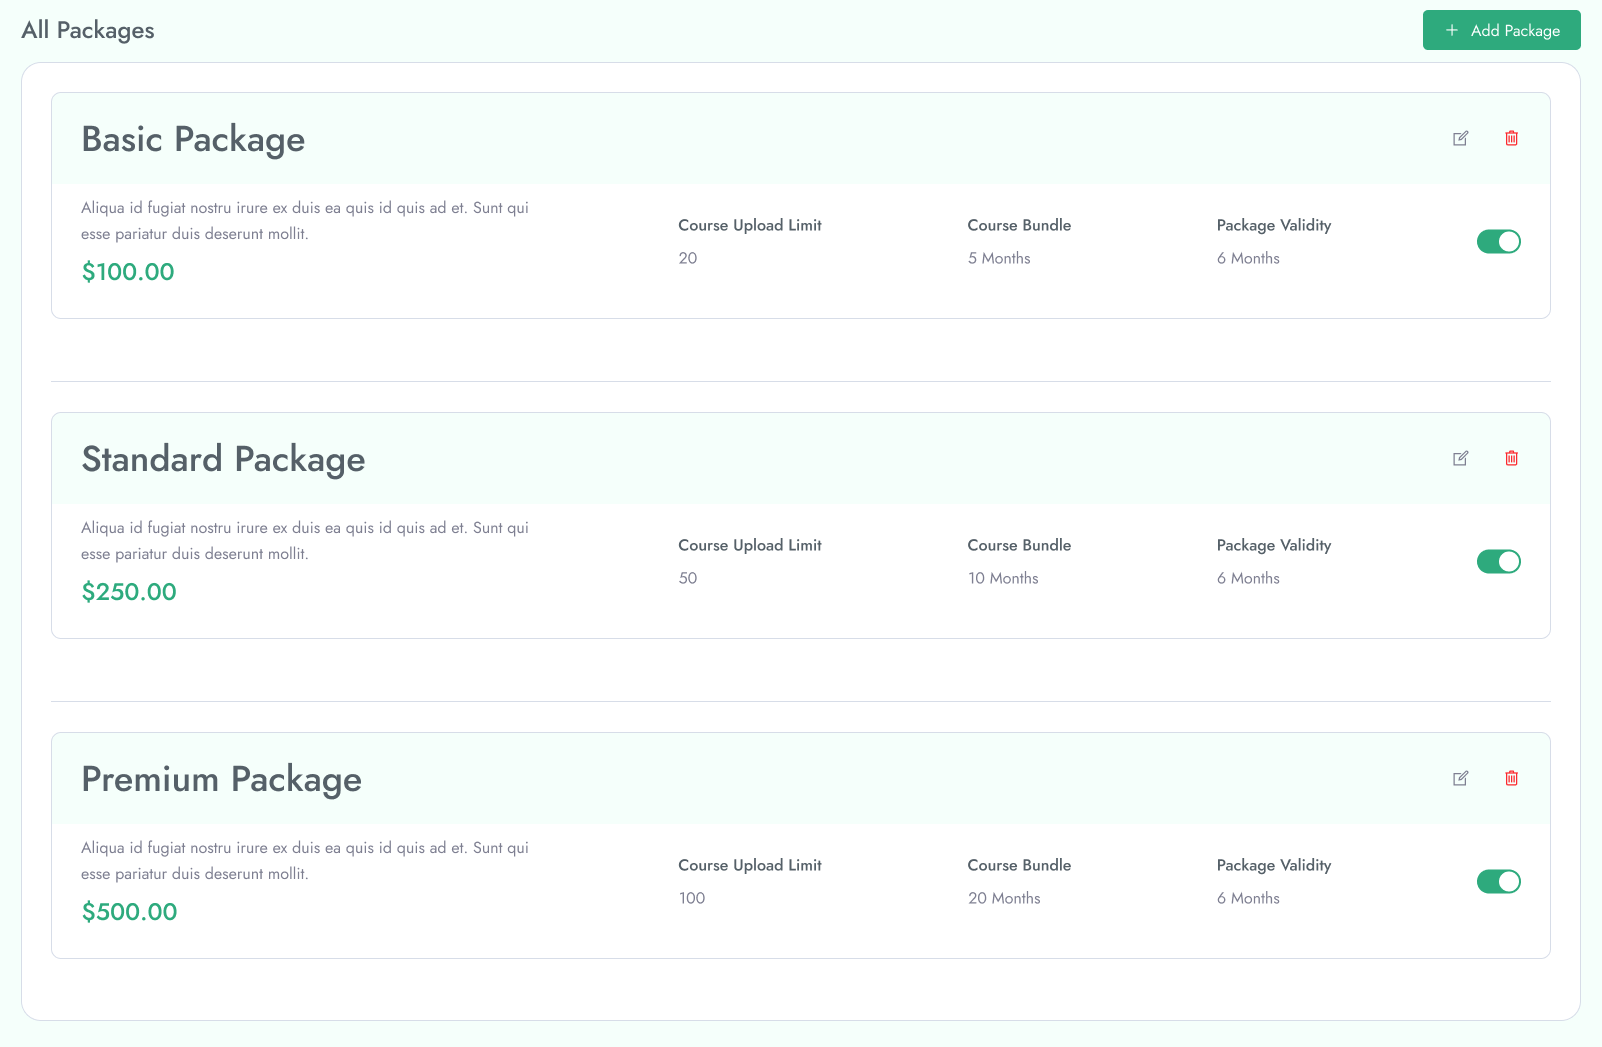 All Packages
+ Add Package
Basic Package
Aliqua id fugiat nostru irure ex duis ea quis id quis ad et. Sunt qui
esse pariatur duis deserunt mollit.
$100.00
Course Upload Limit
20
Course Bundle
5 Months
Package Validity
6 Months
Standard Package
Aliqua id fugiat nostru irure ex duis ea quis id quis ad et. Sunt qui
esse pariatur duis deserunt mollit.
$250.00
Course Upload Limit
50
Course Bundle
10 Months
Package Validity
6 Months
Premium Package
Aliqua id fugiat nostru irure ex duis ea quis id quis ad et. Sunt qui
esse pariatur duis deserunt mollit.
$500.00
Course Upload Limit
100
Course Bundle
20 Months
Package Validity
6 Months